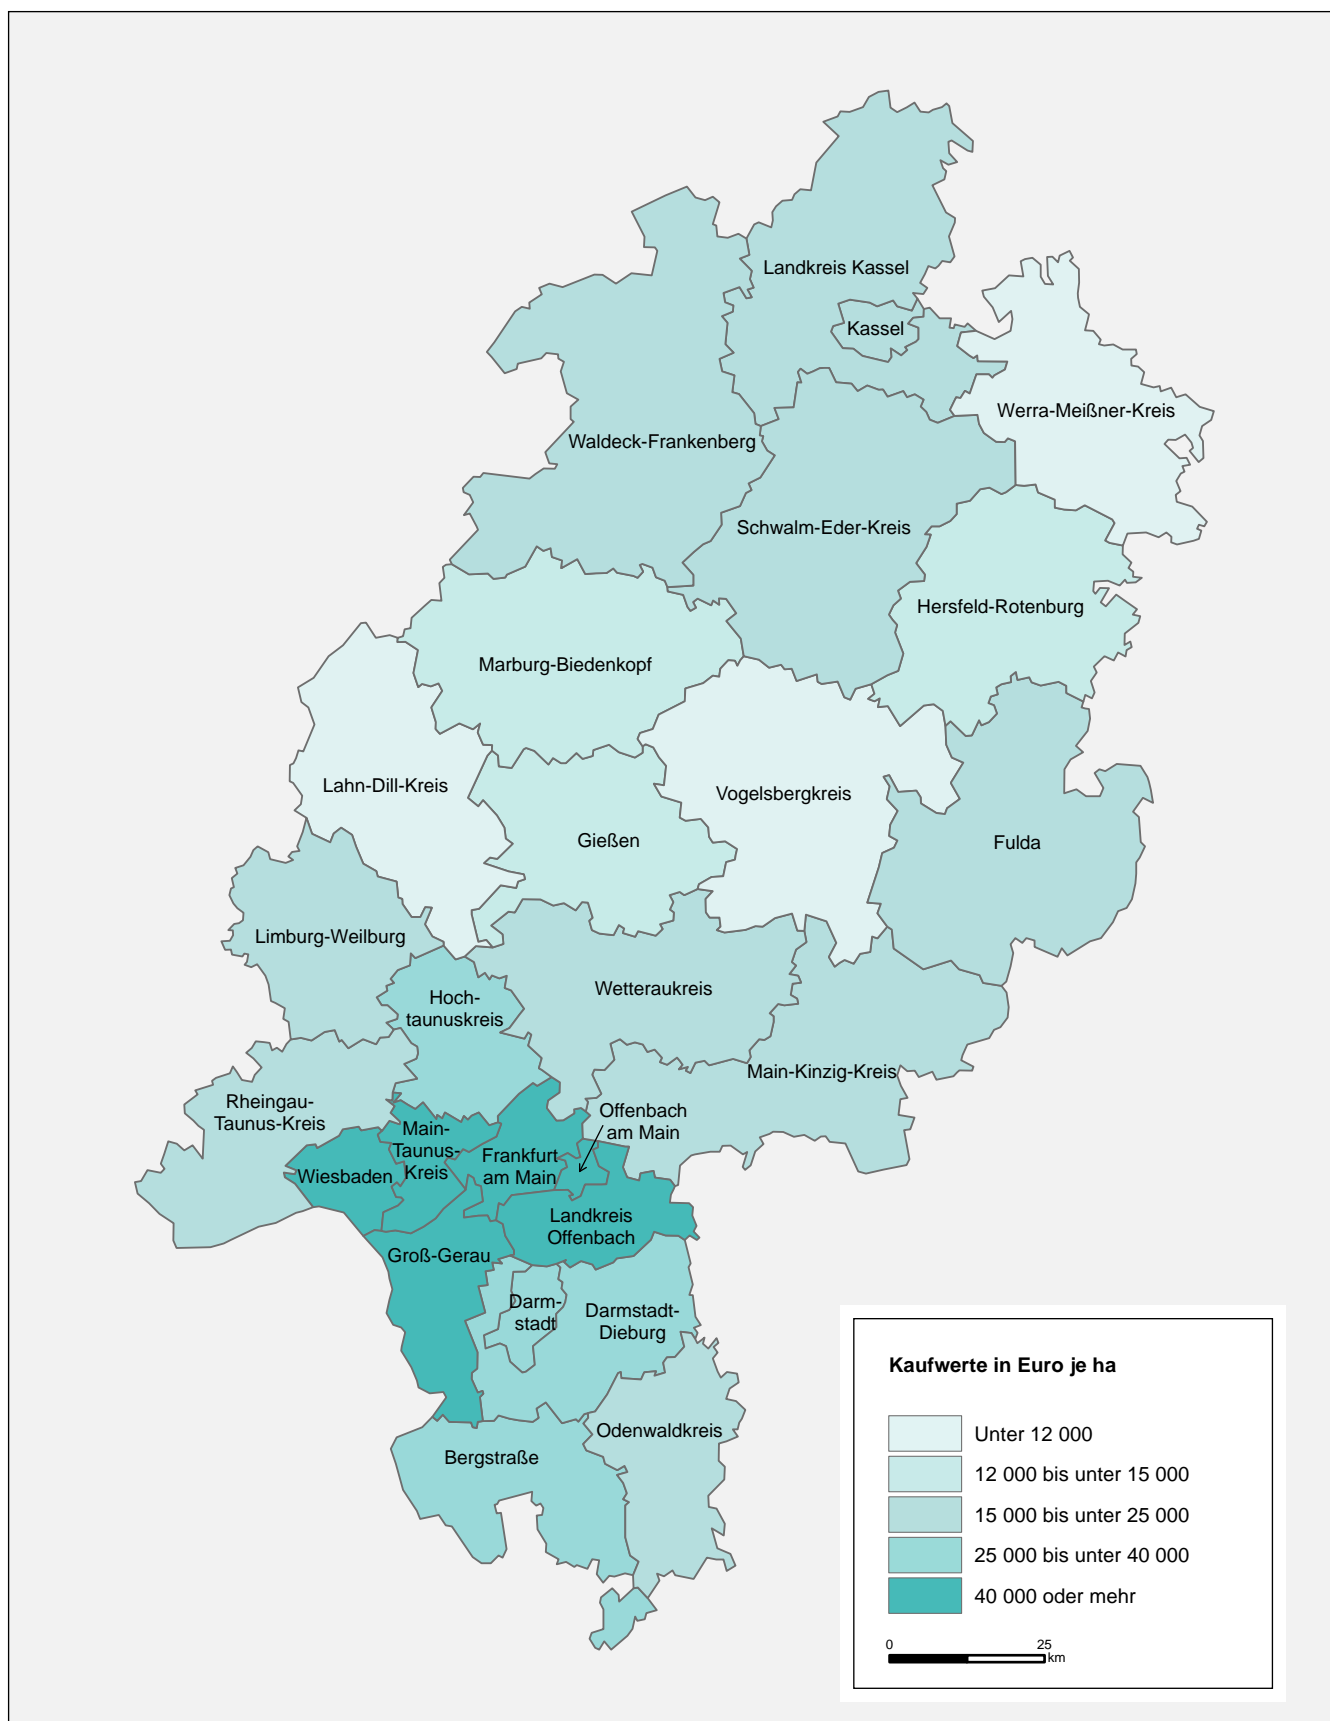 Landkreis Kassel
Kassel
Werra-Meißner-Kreis
Waldeck-Frankenberg
Schwalm-Eder-Kreis
Hersfeld-Rotenburg
Marburg-Biedenkopf
Lahn-Dill-Kreis
Vogelsbergkreis
Gießen
Fulda
Limburg-Weilburg
Wetteraukreis
Hoch-
taunuskreis
Main-Kinzig-Kreis
Rheingau-
Taunus-Kreis
Offenbach
am Main
Main-
Taunus-
Kreis
Frankfurt
am Main
Wiesbaden
Landkreis
Offenbach
Groß-Gerau
Darm-
stadt
Darmstadt-
Dieburg
Odenwaldkreis
Bergstraße
Kaufwerte in Euro je ha
Unter 12 000
12 000 bis unter 15 000
15 000 bis unter 25 000
25 000 bis unter 40 000
40 000 oder mehr
0 25
km